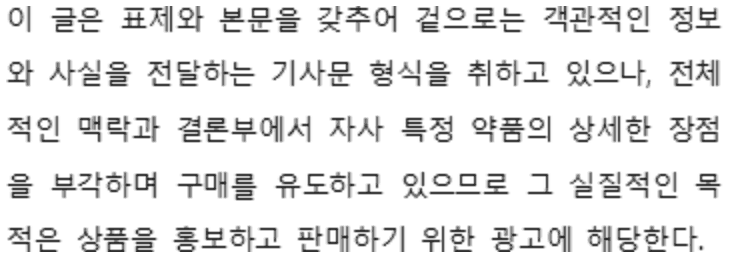 이 글은 표제와 본문을 갖추어 겉으로는 객관적인 정보
와 사실을 전달하는 기사문 형식을 취하고 있으나, 전체
적인 맥락과 결론부에서 자사 특정 약품의 상세한 장점
을 부각하며 구매를 유도하고 있으므로 그 실질적인 목
적은 상품을 홍보하고 판매하기 위한 광고에 해당한다.